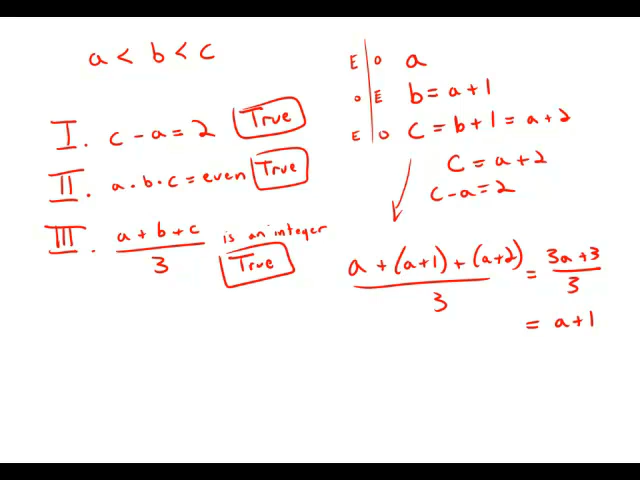 a < b < c
I. c - a = 2 True
II. a · b · c = even True
III. a + b + c / 3 is an integer True
E | O a
O | E b = a + 1
E | O c = b + 1 = a + 2
c = a + 2
c - a = 2
a + (a+1) + (a+2) / 3 = 3a + 3 / 3
= a + 1